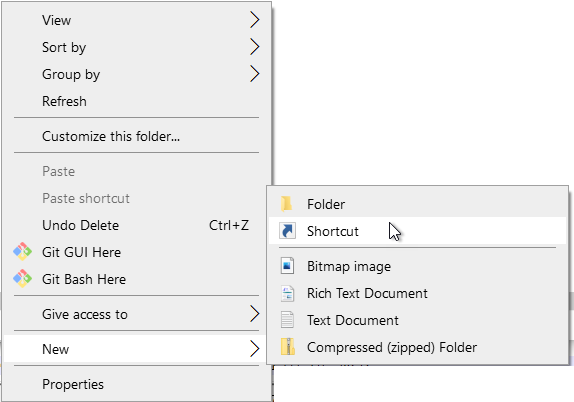 View
Sort by
Group by
Refresh
Customize this folder...
Paste
Paste shortcut
Undo Delete Ctrl+Z
Git GUI Here
Git Bash Here
Give access to
New
Properties
Folder
Shortcut
Bitmap image
Rich Text Document
Text Document
Compressed (zipped) Folder